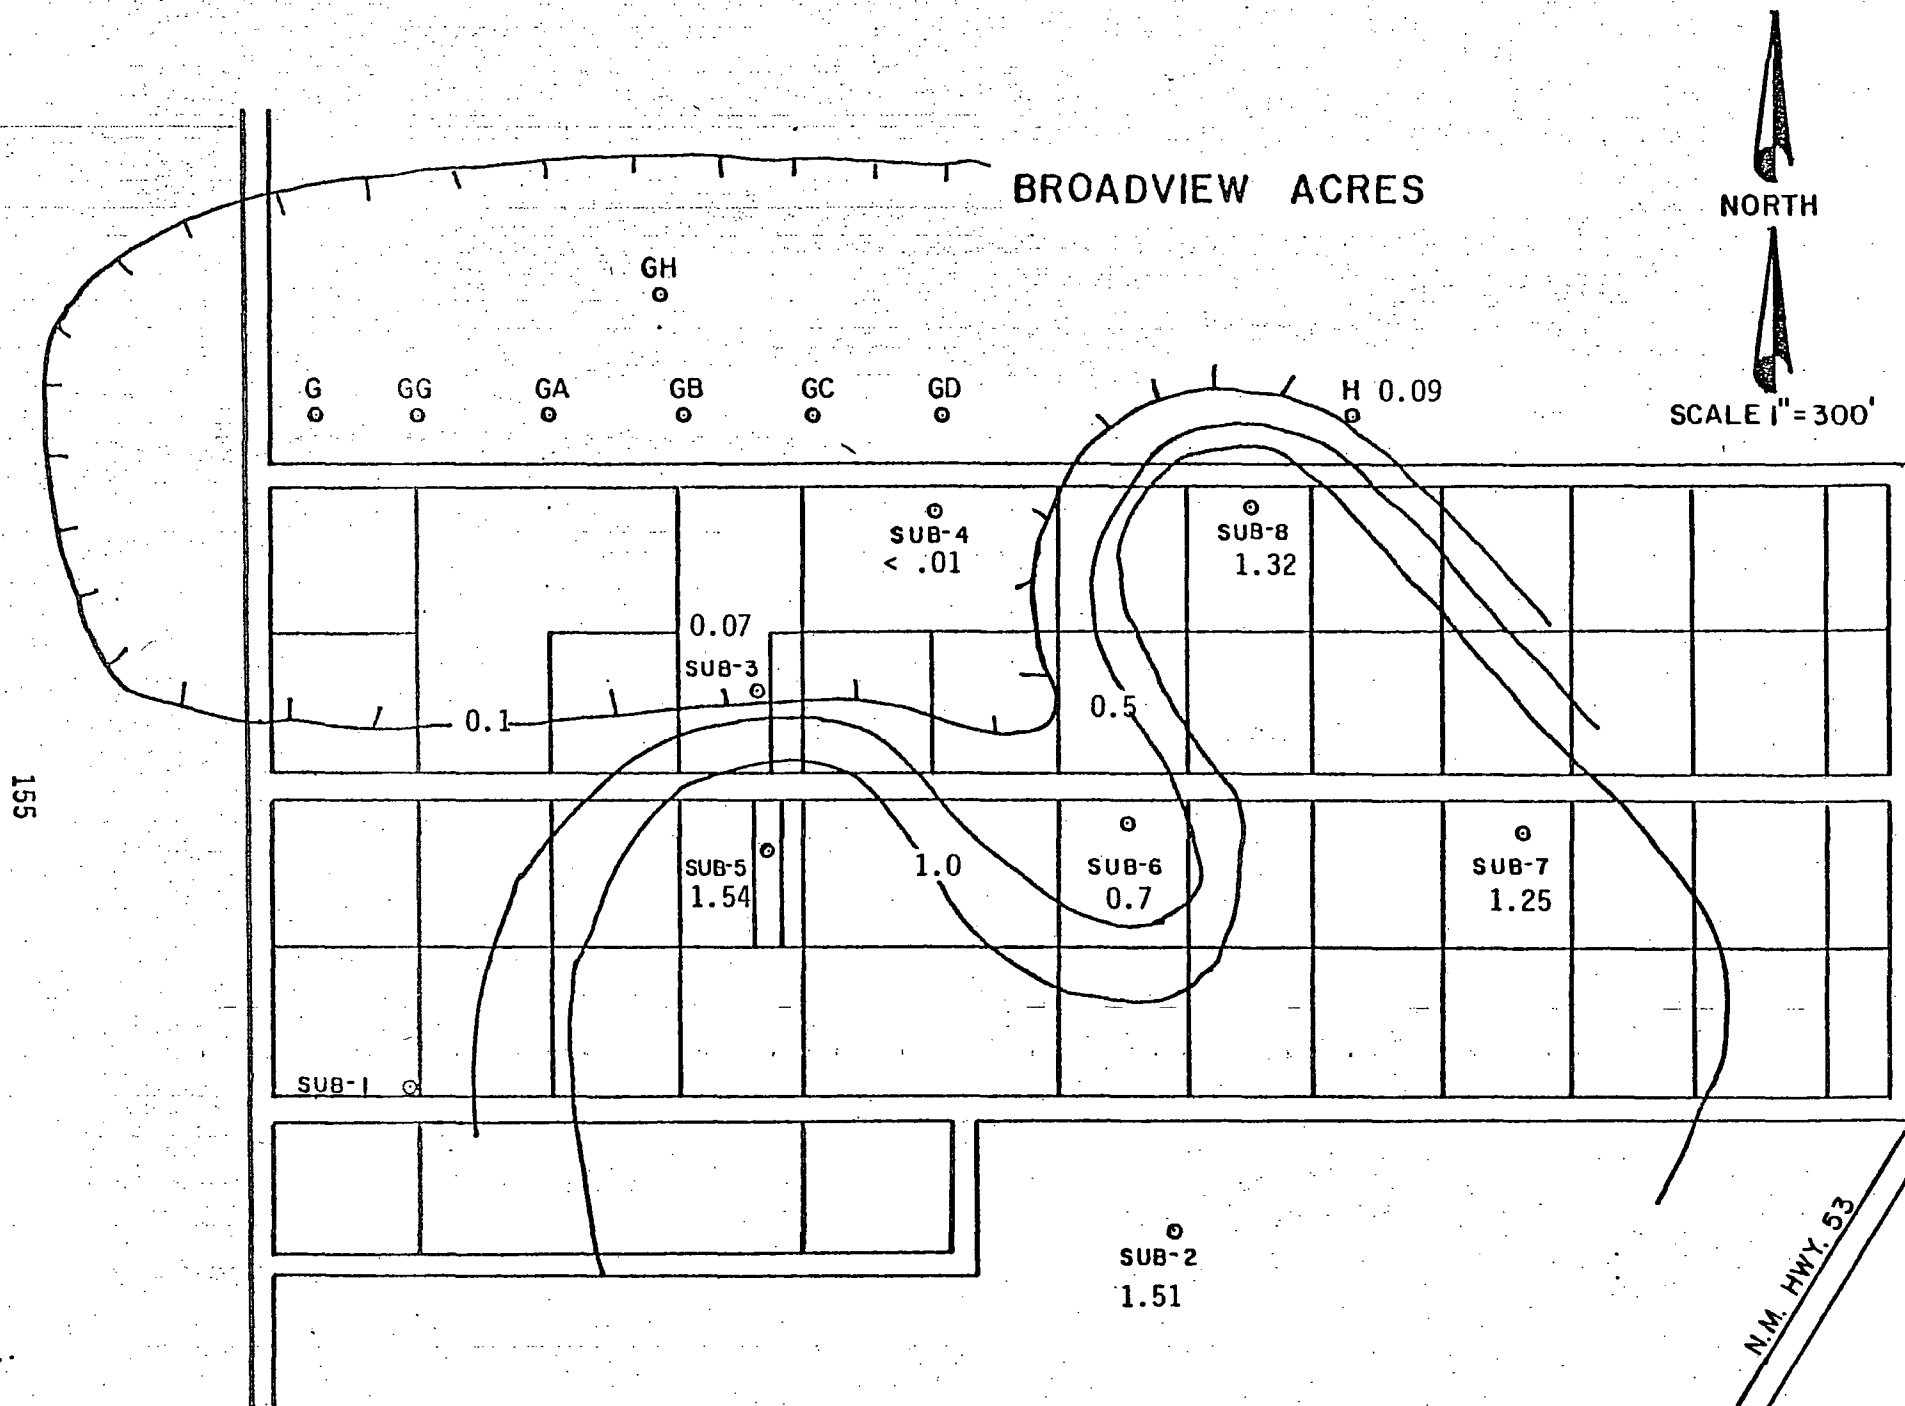 BROADVIEW ACRES
NORTH
SCALE 1" = 300'
GH
G
GG
GA
GB
GC
GD
H 0.09
SUB-4
< .01
SUB-8
1.32
0.07
SUB-3
0.1
0.5
SUB-5
1.54
1.0
SUB-6
0.7
SUB-7
1.25
155
SUB-1
SUB-2
1.51
N.M. HWY. 53